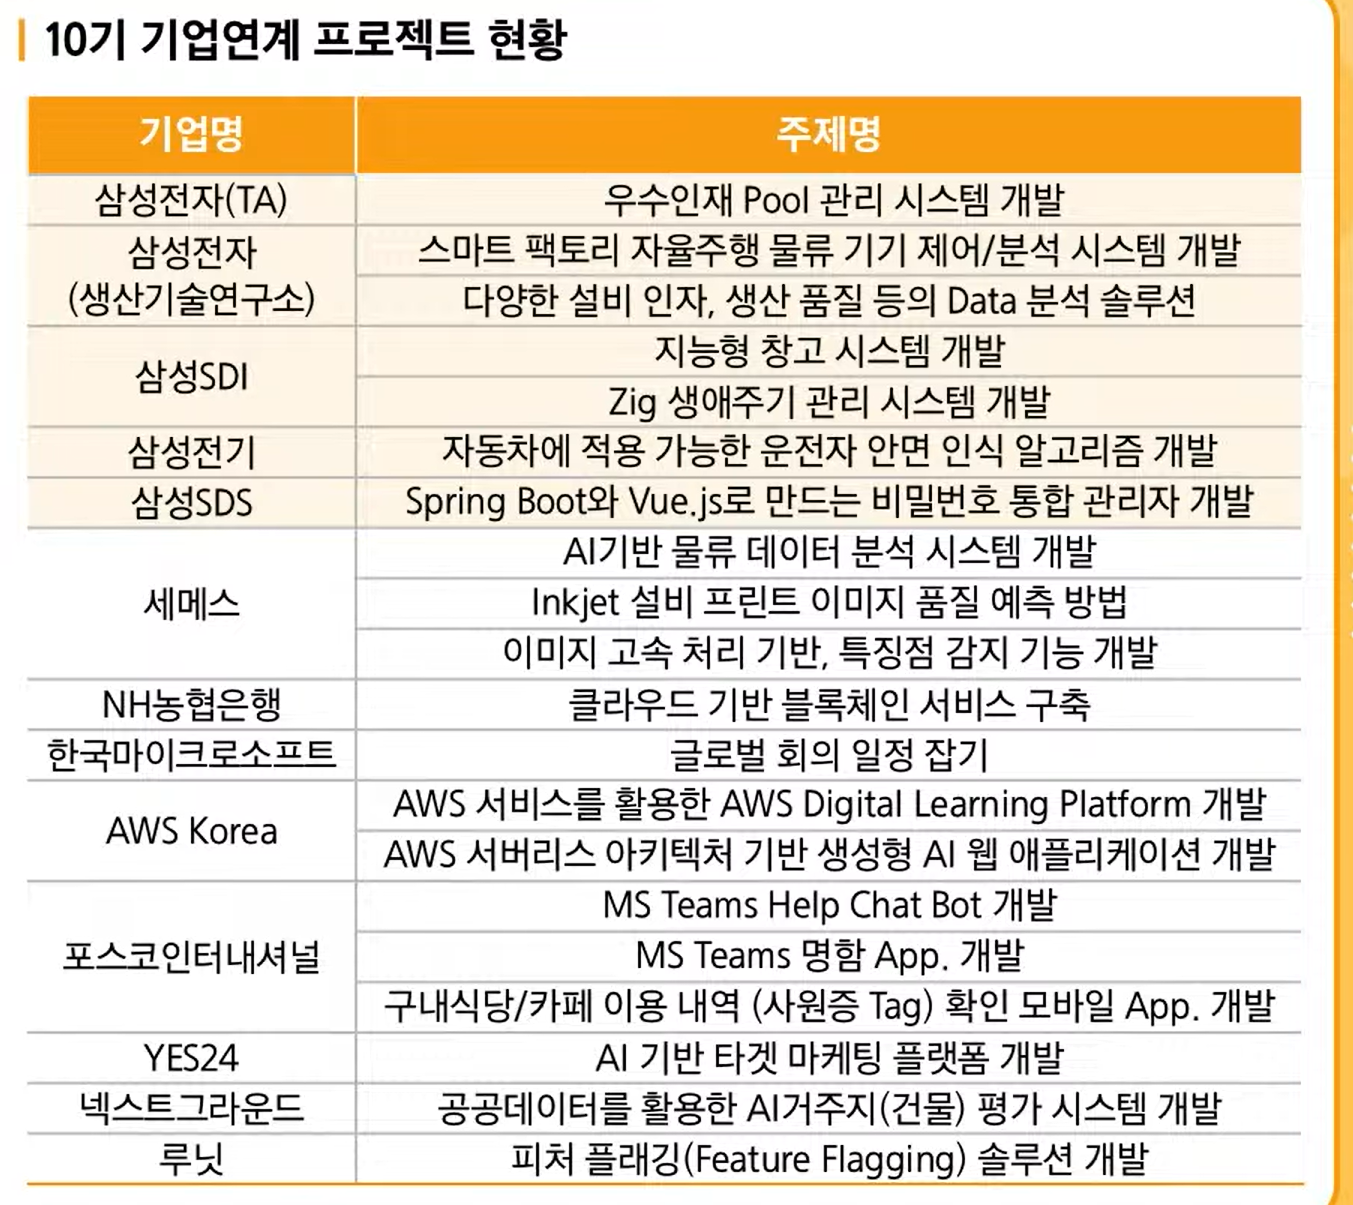 10기 기업연계 프로젝트 현황
기업명 주제명
삼성전자(TA) 우수인재 Pool 관리 시스템 개발
삼성전자
(생산기술연구소)
스마트 팩토리 자율주행 물류 기기 제어/분석 시스템 개발
다양한 설비 인자, 생산 품질 등의 Data 분석 솔루션
삼성SDI
지능형 창고 시스템 개발
Zig 생애주기 관리 시스템 개발
삼성전기 자동차에 적용 가능한 운전자 안면 인식 알고리즘 개발
삼성SDS Spring Boot와 Vue.js로 만드는 비밀번호 통합 관리자 개발
세메스
AI기반 물류 데이터 분석 시스템 개발
Inkjet 설비 프린트 이미지 품질 예측 방법
이미지 고속 처리 기반, 특징점 감지 기능 개발
NH농협은행 클라우드 기반 블록체인 서비스 구축
한국마이크로소프트 글로벌 회의 일정 잡기
AWS Korea
AWS 서비스를 활용한 AWS Digital Learning Platform 개발
AWS 서버리스 아키텍처 기반 생성형 AI 웹 애플리케이션 개발
포스코인터내셔널
MS Teams Help Chat Bot 개발
MS Teams 명함 App. 개발
구내식당/카페 이용 내역 (사원증 Tag) 확인 모바일 App. 개발
YES24 AI 기반 타겟 마케팅 플랫폼 개발
넥스트그라운드 공공데이터를 활용한 AI거주지(건물) 평가 시스템 개발
루닛 피처 플래깅(Feature Flagging) 솔루션 개발